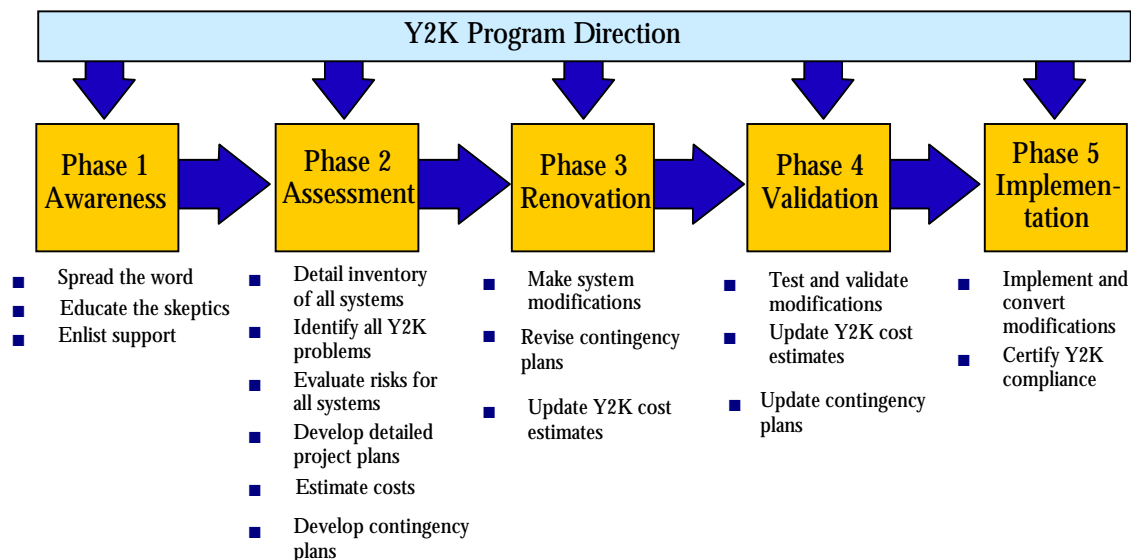 Y2K Program Direction
Phase 1
Awareness
Phase 2
Assessment
Phase 3
Renovation
Phase 4
Validation
Phase 5
Implemen-
tation
Spread the word
Educate the skeptics
Enlist support
Detail inventory
of all systems
Identify all Y2K
problems
Evaluate risks for
all systems
Develop detailed
project plans
Estimate costs
Develop contingency
plans
Make system
modifications
Revise contingency
plans
Update Y2K cost
estimates
Test and validate
modifications
Update Y2K cost
estimates
Update contingency
plans
Implement and
convert
modifications
Certify Y2K
compliance